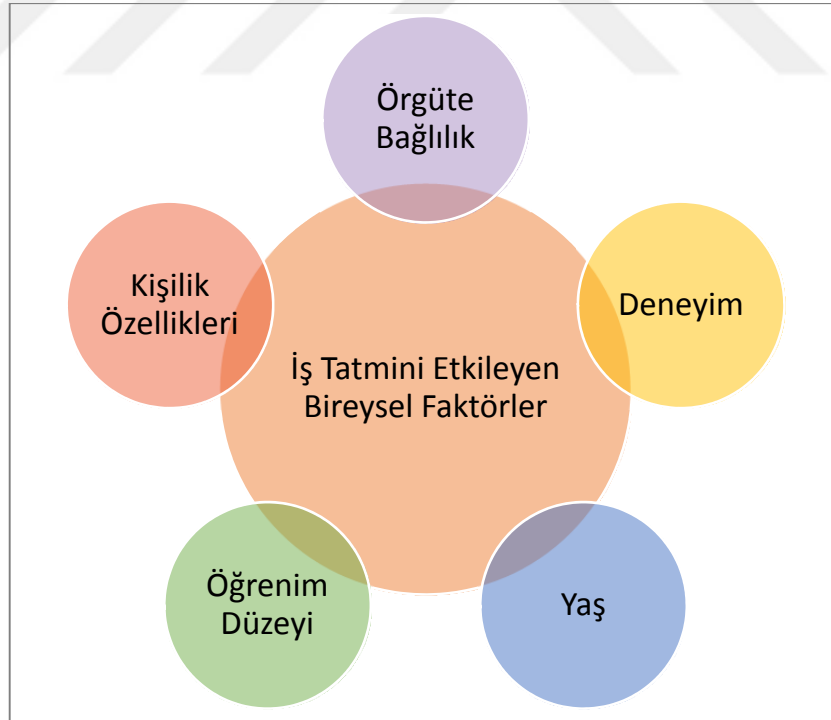 Örgüte
Bağlılık
Kişilik
Özellikleri
Deneyim
İş Tatmini Etkileyen
Bireysel Faktörler
Öğrenim
Düzeyi
Yaş